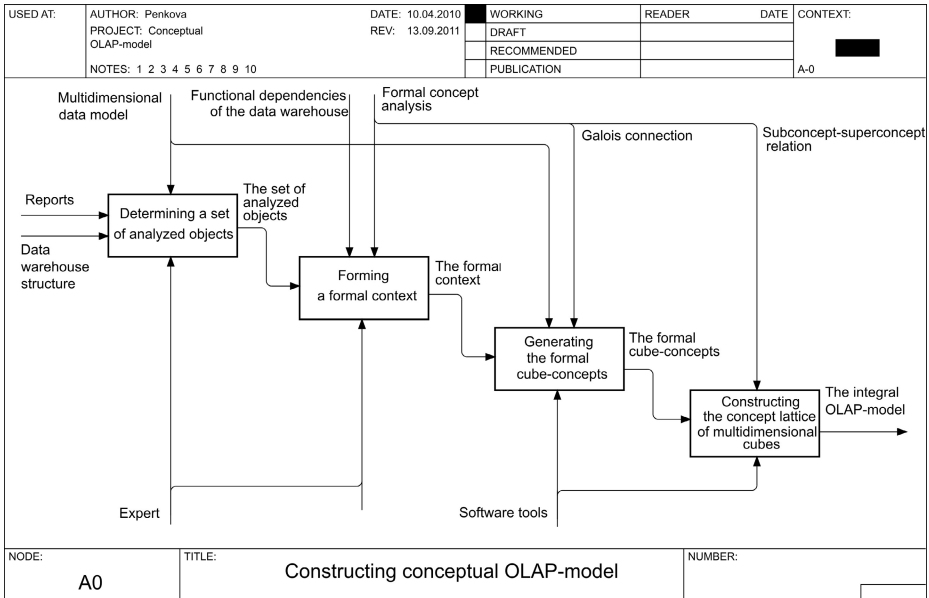 USED AT:
AUTHOR: Penkova
DATE: 10.04.2010
WORKING
READER
DATE
CONTEXT:
PROJECT: Conceptual
OLAP-model
REV: 13.09.2011
DRAFT
RECOMMENDED
NOTES: 1 2 3 4 5 6 7 8 9 10
PUBLICATION
A-0
Multidimensional
data model
Functional dependencies
of the data warehouse
Formal concept
analysis
Galois connection
Subconcept-superconcept
relation
Reports
Data
warehouse
structure
Determining a set
of analyzed objects
The set of
analyzed
objects
Forming
a formal context
The formal
context
Generating
the formal
cube-concepts
The formal
cube-concepts
Constructing
the concept lattice
of multidimensional
cubes
The integral
OLAP-model
Expert
Software tools
NODE:
A0
TITLE:
Constructing conceptual OLAP-model
NUMBER: